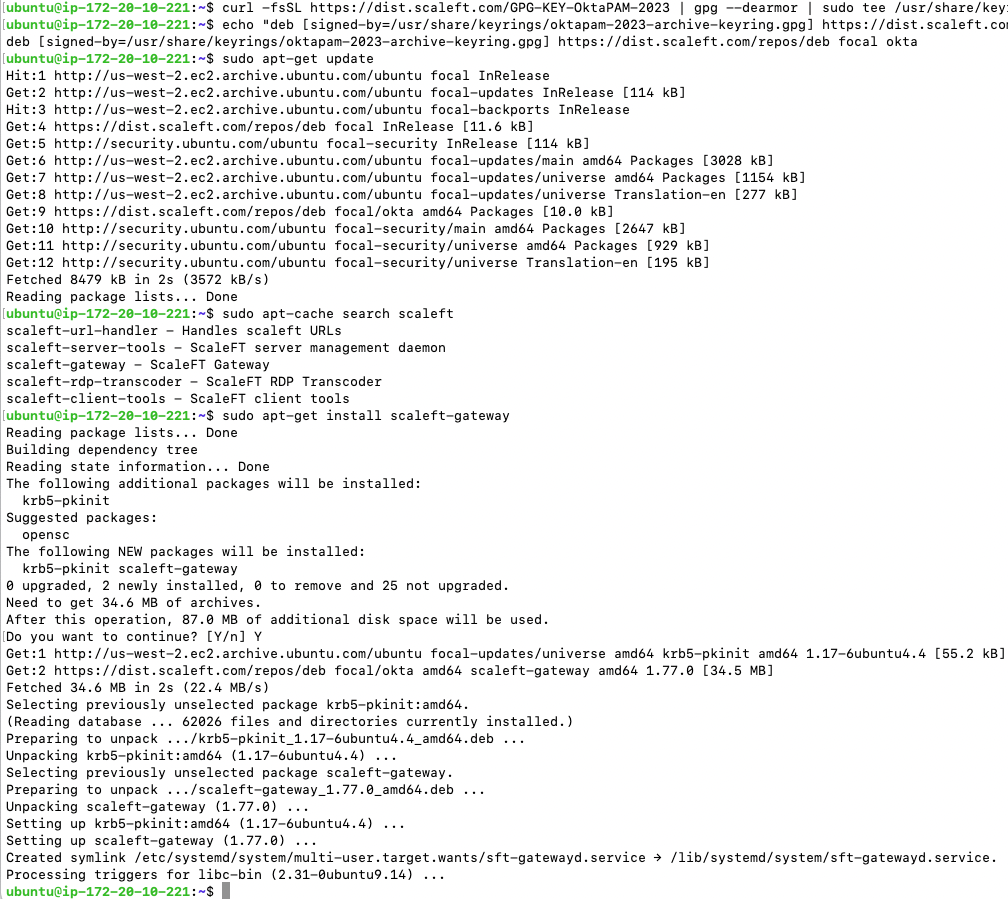 ubuntu@ip-172-20-10-221:~$ curl -fsSL https://dist.scaleft.com/GPG-KEY-OktaPAM-2023 | gpg --dearmor | sudo tee /usr/share/key
ubuntu@ip-172-20-10-221:~$ echo "deb [signed-by=/usr/share/keyrings/oktapam-2023-archive-keyring.gpg] https://dist.scaleft.co
deb [signed-by=/usr/share/keyrings/oktapam-2023-archive-keyring.gpg] https://dist.scaleft.com/repos/deb focal okta
ubuntu@ip-172-20-10-221:~$ sudo apt-get update
Hit:1 http://us-west-2.ec2.archive.ubuntu.com/ubuntu focal InRelease
Get:2 http://us-west-2.ec2.archive.ubuntu.com/ubuntu focal-updates InRelease [114 kB]
Hit:3 http://us-west-2.ec2.archive.ubuntu.com/ubuntu focal-backports InRelease
Get:4 https://dist.scaleft.com/repos/deb focal InRelease [11.6 kB]
Get:5 http://security.ubuntu.com/ubuntu focal-security InRelease [114 kB]
Get:6 http://us-west-2.ec2.archive.ubuntu.com/ubuntu focal-updates/main amd64 Packages [3028 kB]
Get:7 http://us-west-2.ec2.archive.ubuntu.com/ubuntu focal-updates/universe amd64 Packages [1154 kB]
Get:8 http://us-west-2.ec2.archive.ubuntu.com/ubuntu focal-updates/universe Translation-en [277 kB]
Get:9 https://dist.scaleft.com/repos/deb focal/okta amd64 Packages [10.0 kB]
Get:10 http://security.ubuntu.com/ubuntu focal-security/main amd64 Packages [2647 kB]
Get:11 http://security.ubuntu.com/ubuntu focal-security/universe amd64 Packages [929 kB]
Get:12 http://security.ubuntu.com/ubuntu focal-security/universe Translation-en [195 kB]
Fetched 8479 kB in 2s (3572 kB/s)
Reading package lists... Done
ubuntu@ip-172-20-10-221:~$ sudo apt-cache search scaleft
scaleft-url-handler - Handles scaleft URLs
scaleft-server-tools - ScaleFT server management daemon
scaleft-gateway - ScaleFT Gateway
scaleft-rdp-transcoder - ScaleFT RDP Transcoder
scaleft-client-tools - ScaleFT client tools
ubuntu@ip-172-20-10-221:~$ sudo apt-get install scaleft-gateway
Reading package lists... Done
Building dependency tree
Reading state information... Done
The following additional packages will be installed:
  krb5-pkinit
Suggested packages:
  opensc
The following NEW packages will be installed:
  krb5-pkinit scaleft-gateway
0 upgraded, 2 newly installed, 0 to remove and 25 not upgraded.
Need to get 34.6 MB of archives.
After this operation, 87.0 MB of additional disk space will be used.
Do you want to continue? [Y/n] Y
Get:1 http://us-west-2.ec2.archive.ubuntu.com/ubuntu focal-updates/universe amd64 krb5-pkinit amd64 1.17-6ubuntu4.4 [55.2 kB]
Get:2 https://dist.scaleft.com/repos/deb focal/okta amd64 scaleft-gateway amd64 1.77.0 [34.5 MB]
Fetched 34.6 MB in 2s (22.4 MB/s)
Selecting previously unselected package krb5-pkinit:amd64.
(Reading database ... 62026 files and directories currently installed.)
Preparing to unpack .../krb5-pkinit_1.17-6ubuntu4.4_amd64.deb ...
Unpacking krb5-pkinit:amd64 (1.17-6ubuntu4.4) ...
Selecting previously unselected package scaleft-gateway.
Preparing to unpack .../scaleft-gateway_1.77.0_amd64.deb ...
Unpacking scaleft-gateway (1.77.0) ...
Setting up krb5-pkinit:amd64 (1.17-6ubuntu4.4) ...
Setting up scaleft-gateway (1.77.0) ...
Created symlink /etc/systemd/system/multi-user.target.wants/sft-gatewayd.service → /lib/systemd/system/sft-gatewayd.service.
Processing triggers for libc-bin (2.31-0ubuntu9.14) ...
ubuntu@ip-172-20-10-221:~$